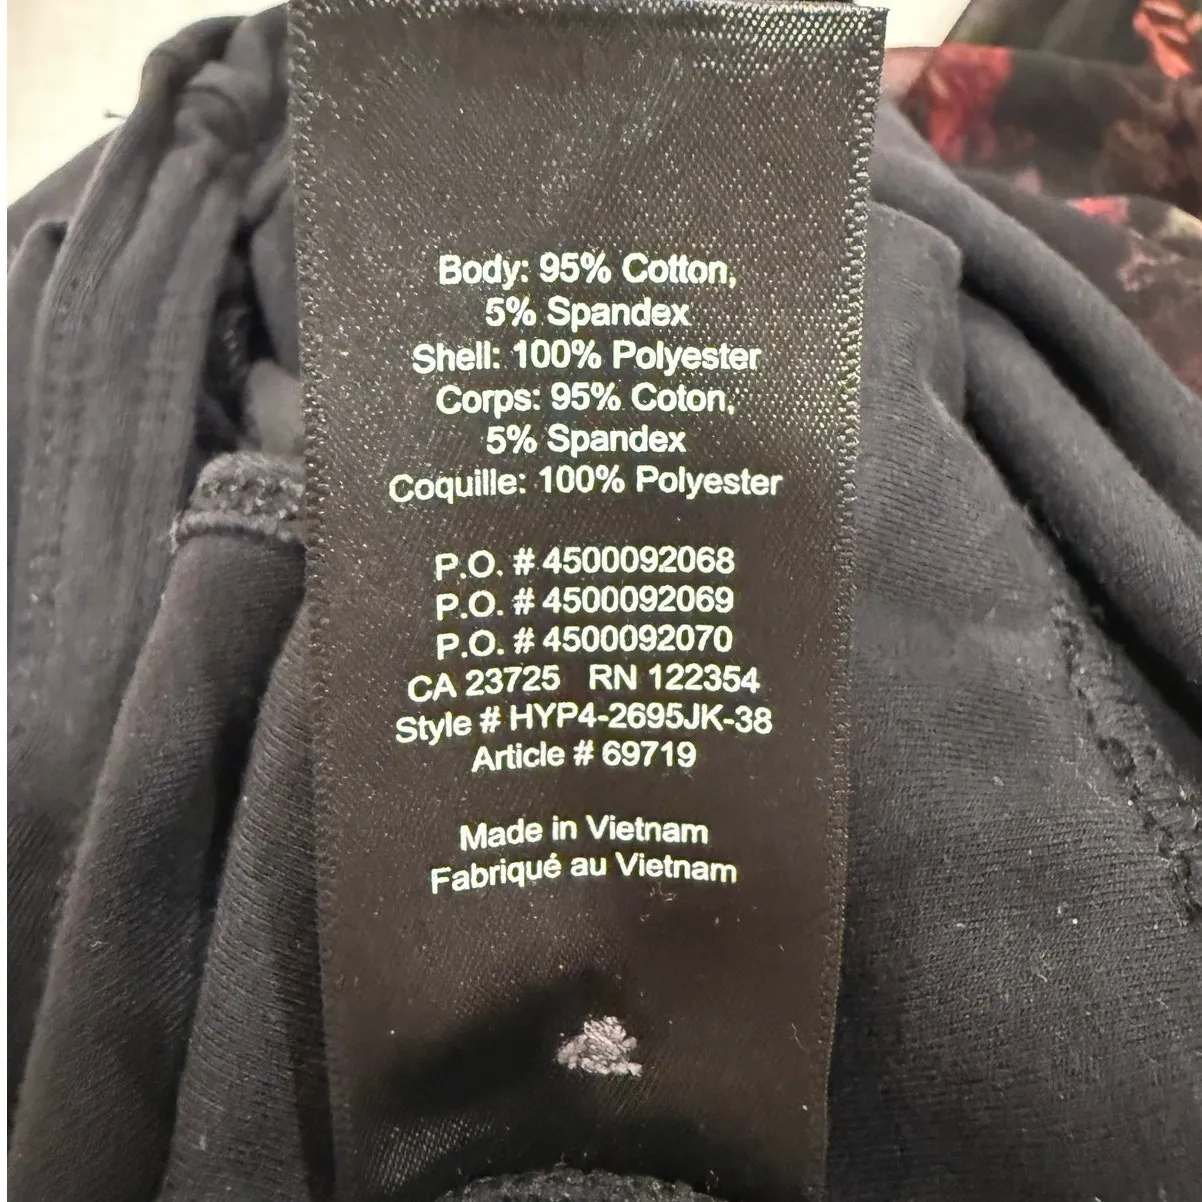 Body: 95% Cotton,
5% Spandex
Shell: 100% Polyester
Corps: 95% Coton,
5% Spandex
Coquille: 100% Polyester
P.O. # 4500092068
P.O. # 4500092069
P.O. # 4500092070
CA 23725 RN 122354
Style # HYP4-2695JK-38
Article # 69719
Made in Vietnam
Fabriqué au Vietnam